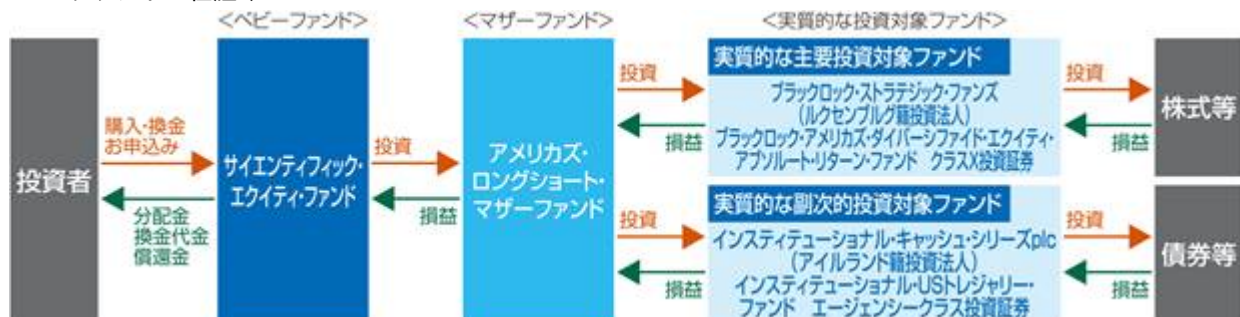 <ベビーファンド>
<マザーファンド>
<実質的な投資対象ファンド>
投資者
購入・換金
お申込み
分配金
換金代金
償還金
サイエンティフィック・
エクイティ・ファンド
投資
損益
アメリカズ・
ロングショート・
マザーファンド
投資
損益
実質的な主要投資対象ファンド
ブラックロック・ストラテジック・ファンズ
(ルクセンブルグ籍投資法人)
ブラックロック・アメリカズ・ダイバーシファイド・エクイティ・
アブソルート・リターン・ファンド クラスX投資証券
投資
損益
株式等
投資
損益
実質的な副次的投資対象ファンド
インスティテューショナル・キャッシュ・シリーズplc
(アイルランド籍投資法人)
インスティテューショナル・USトレジャリー・
ファンド エージェンシークラス投資証券
投資
損益
債券等